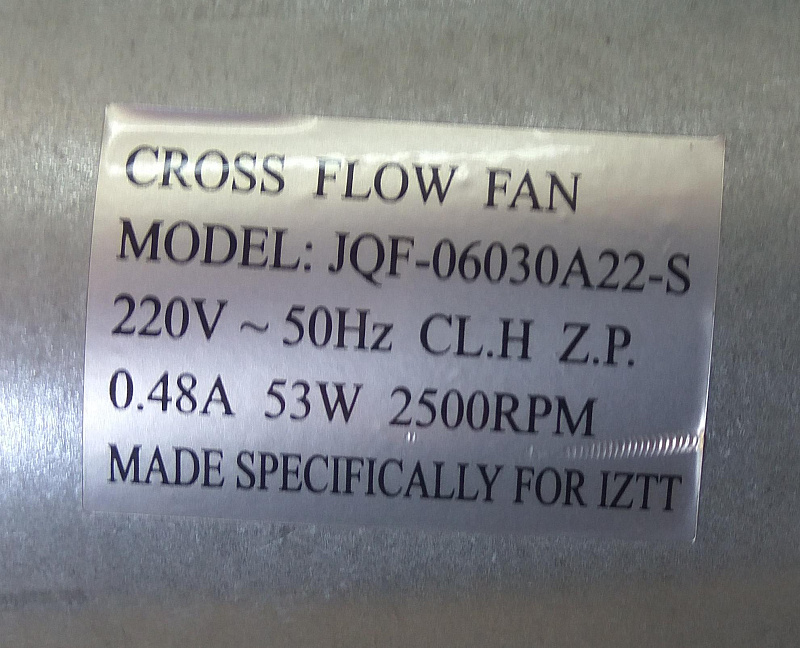 CROSS FLOW FAN
MODEL: JQF-06030A22-S
220V ~ 50Hz CL.H Z.P.
0.48A 53W 2500RPM
MADE SPECIFICALLY FOR IZTT